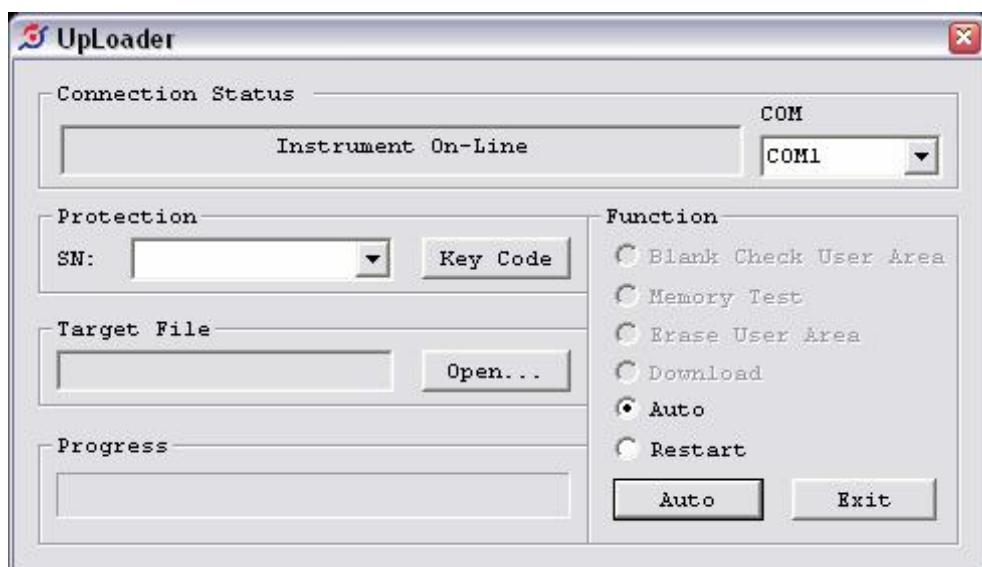 UpLoader
Connection Status
Instrument On-Line
COM
COM1
Protection
SN:
Key Code
Target File
Open...
Progress
Function
Blank Check User Area
Memory Test
Erase User Area
Download
Auto
Restart
Auto
Exit